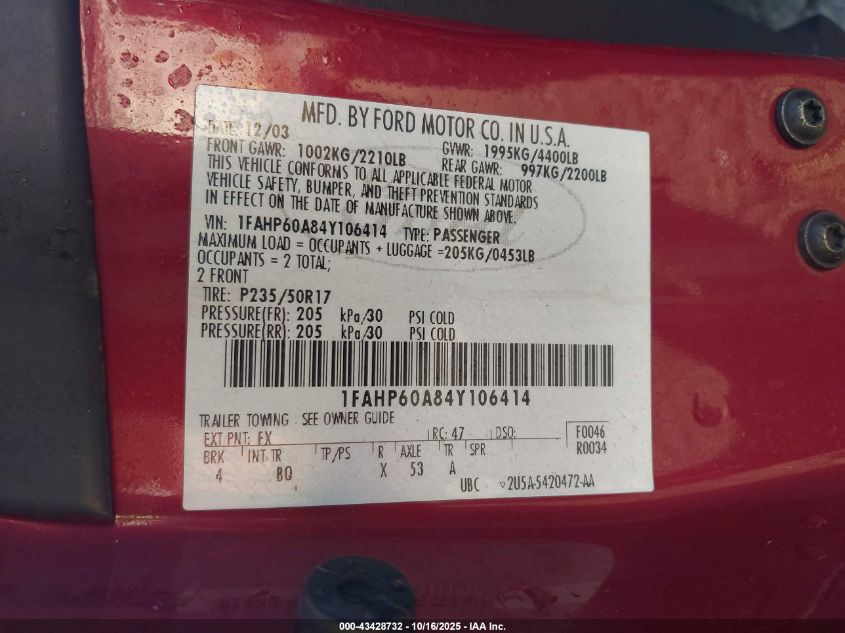 MFD. BY FORD MOTOR CO. IN U.S.A.
DATE: 12/03 GVWR: 1995KG/4400LB
FRONT GAWR: 1002KG/2210LB REAR GAWR: 997KG/2200LB
THIS VEHICLE CONFORMS TO ALL APPLICABLE FEDERAL MOTOR
VEHICLE SAFETY, BUMPER, AND THEFT PREVENTION STANDARDS
IN EFFECT ON THE DATE OF MANUFACTURE SHOWN ABOVE.
VIN: 1FAHP60A84Y106414 TYPE: PASSENGER
MAXIMUM LOAD = OCCUPANTS + LUGGAGE =205KG/0453LB
OCCUPANTS = 2 TOTAL;
2 FRONT
TIRE: P235/50R17
PRESSURE(FR): 205 kPa/30 PSI COLD
PRESSURE(RR): 205 kPa/30 PSI COLD
1FAHP60A84Y106414
TRAILER TOWING - SEE OWNER GUIDE
EXT PNT: FX RC: 47 DSO: F0046
BRK INT TR TP/PS R AXLE TR SPR R0034
4 BQ X 53 A
UBC 2U5A-5420472-AA
000-43428732 - 10/16/2025 - IAA Inc.